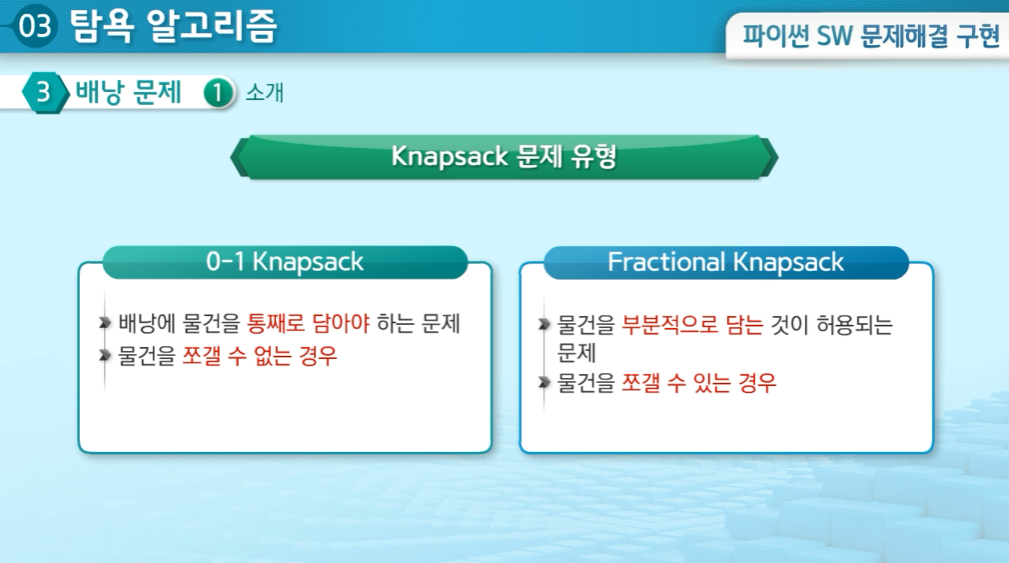 03 탐욕 알고리즘
파이썬 SW 문제해결 구현
3 배낭 문제 1 소개
Knapsack 문제 유형
0-1 Knapsack
배낭에 물건을 통째로 담아야 하는 문제
물건을 쪼갤 수 없는 경우
Fractional Knapsack
물건을 부분적으로 담는 것이 허용되는
문제
물건을 쪼갤 수 있는 경우